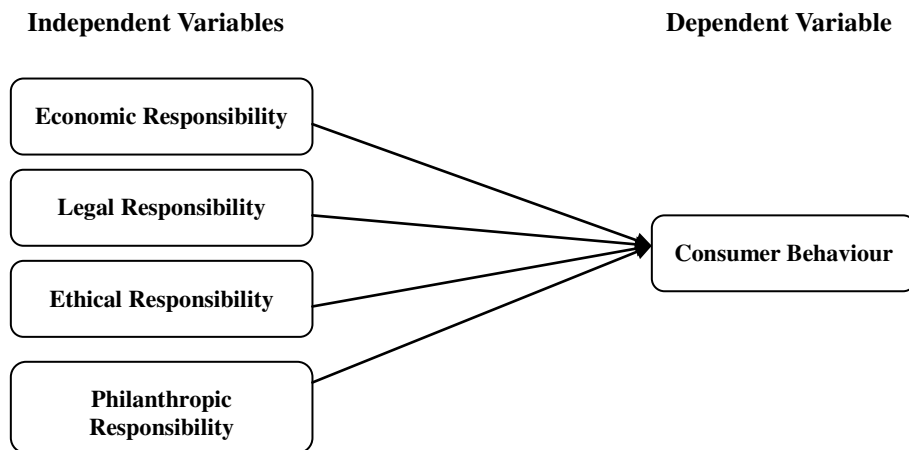 Independent Variables
Dependent Variable
Economic Responsibility
Legal Responsibility
Ethical Responsibility
Consumer Behaviour
Philanthropic
Responsibility